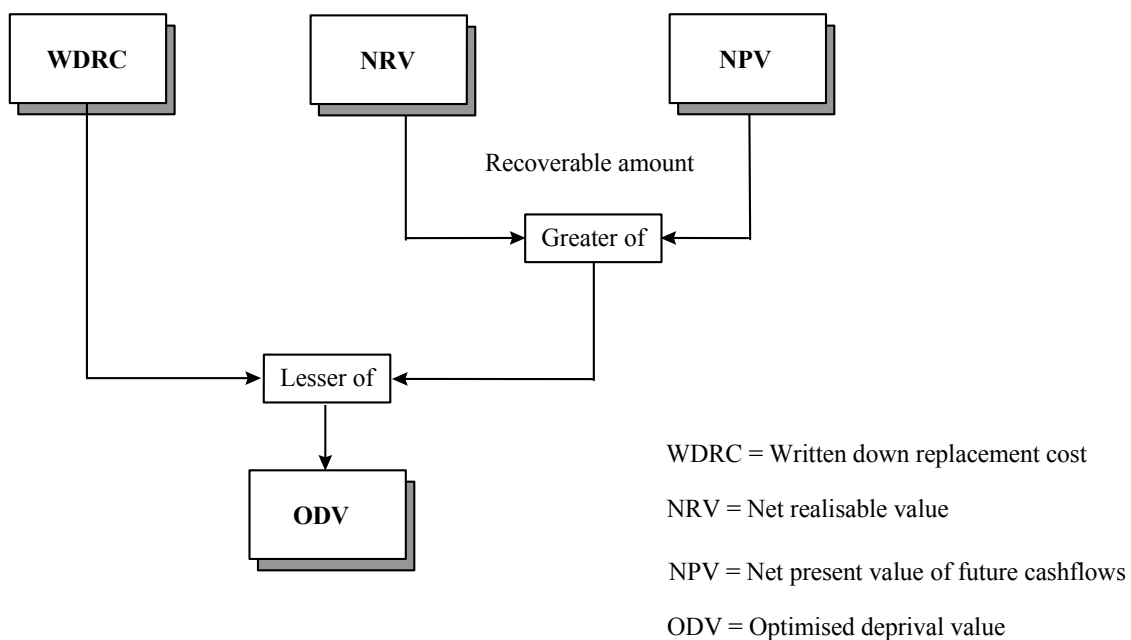 WDRC
NRV
NPV
Recoverable amount
Greater of
Lesser of
ODV
WDRC = Written down replacement cost
NRV = Net realisable value
NPV = Net present value of future cashflows
ODV = Optimised deprival value